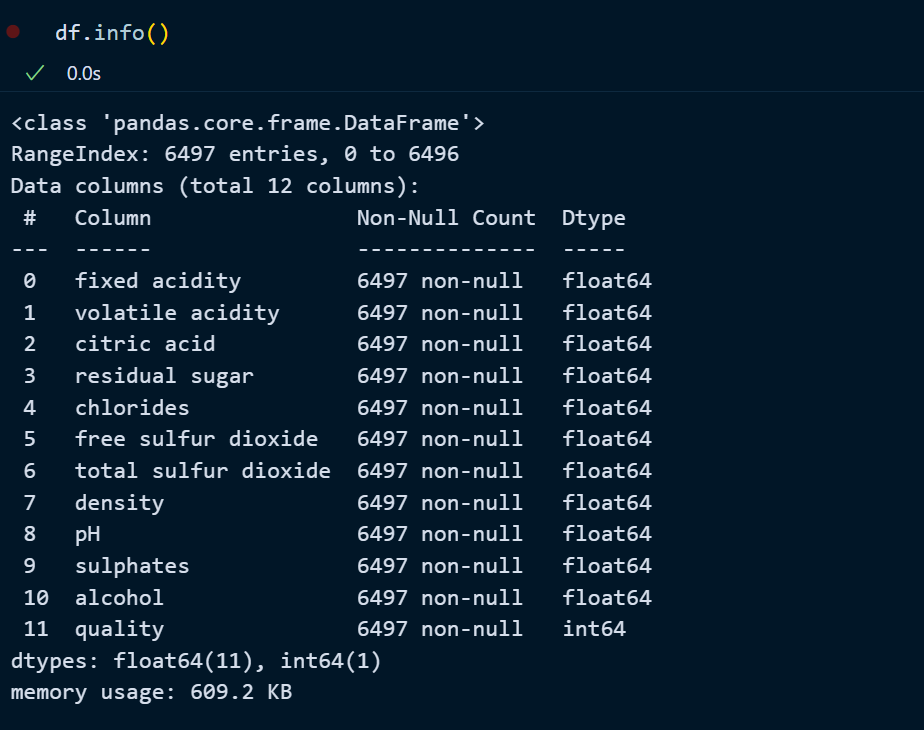 df.info()
0.0s
<class 'pandas.core.frame.DataFrame'>
RangeIndex: 6497 entries, 0 to 6496
Data columns (total 12 columns):
 #   Column                Non-Null Count  Dtype
---  ------                --------------  -----
 0   fixed acidity         6497 non-null   float64
 1   volatile acidity      6497 non-null   float64
 2   citric acid           6497 non-null   float64
 3   residual sugar        6497 non-null   float64
 4   chlorides             6497 non-null   float64
 5   free sulfur dioxide   6497 non-null   float64
 6   total sulfur dioxide  6497 non-null   float64
 7   density               6497 non-null   float64
 8   pH                    6497 non-null   float64
 9   sulphates             6497 non-null   float64
 10  alcohol               6497 non-null   float64
 11  quality               6497 non-null   int64
dtypes: float64(11), int64(1)
memory usage: 609.2 KB